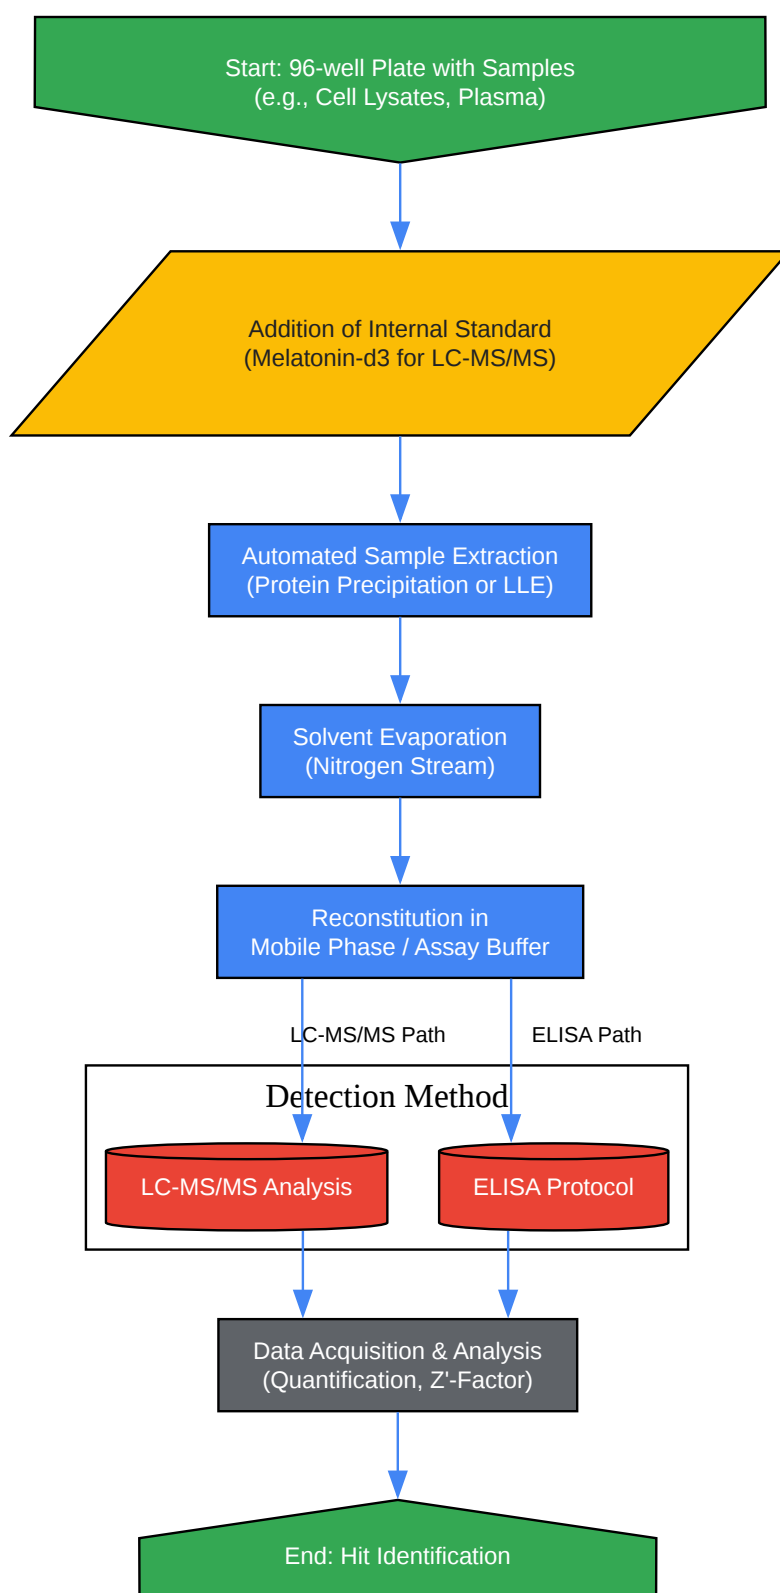 Start: 96-well Plate with Samples
(e.g., Cell Lysates, Plasma)
Addition of Internal Standard
(Melatonin-d3 for LC-MS/MS)
Automated Sample Extraction
(Protein Precipitation or LLE)
Solvent Evaporation
(Nitrogen Stream)
Reconstitution in
Mobile Phase / Assay Buffer
LC-MS/MS Path
ELISA Path
Detection Method
LC-MS/MS Analysis
ELISA Protocol
Data Acquisition & Analysis
(Quantification, Z'-Factor)
End: Hit Identification